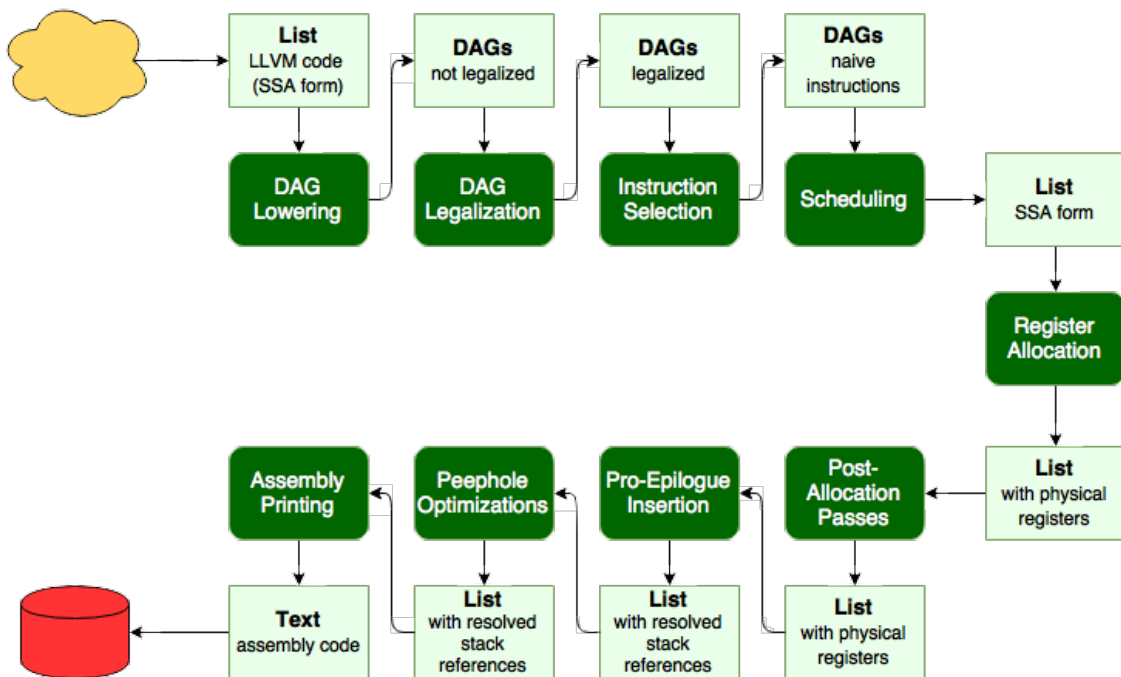 List
LLVM code
(SSA form)
DAGs
not legalized
DAGs
legalized
DAGs
naive
instructions
DAG
Lowering
DAG
Legalization
Instruction
Selection
Scheduling
List
SSA form
Register
Allocation
List
with physical
registers
Post-
Allocation
Passes
Pro-Epilogue
Insertion
Peephole
Optimizations
Assembly
Printing
List
with physical
registers
List
with resolved
stack
references
List
with resolved
stack
references
Text
assembly code